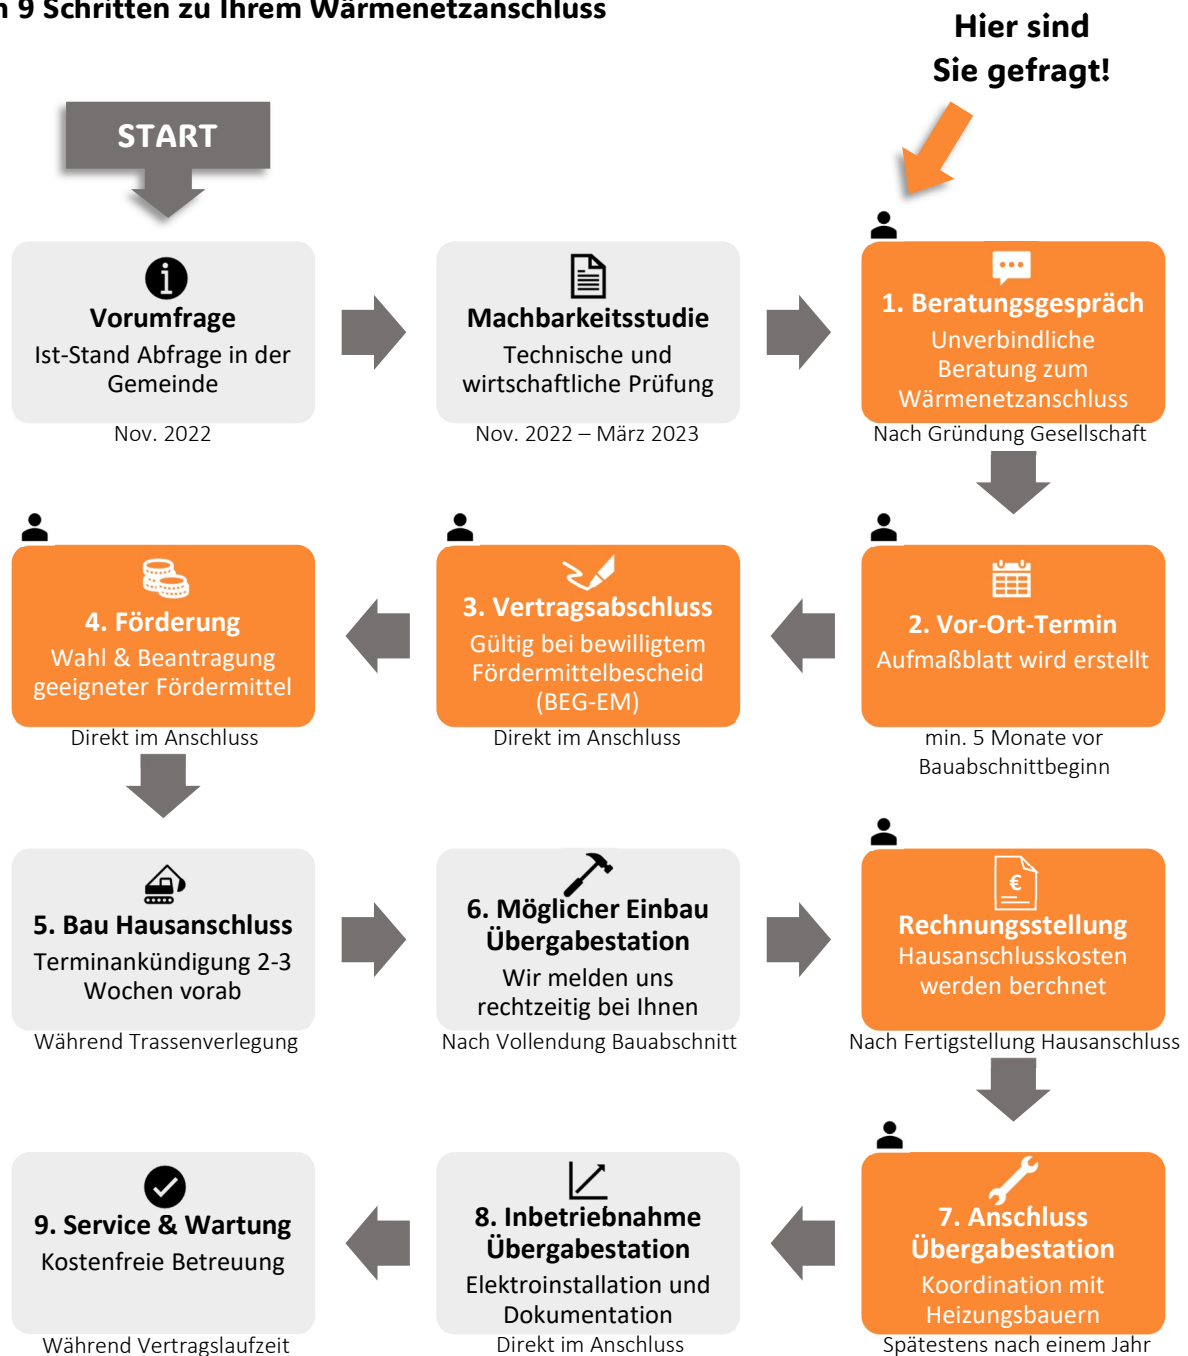 9 Schritten zu Ihrem Wärmenetzanschluss
Hier sind
Sie gefragt!
START
Vorumfrage
Ist-Stand Abfrage in der
Gemeinde
Nov. 2022
Machbarkeitsstudie
Technische und
wirtschaftliche Prüfung
Nov. 2022 – März 2023
1. Beratungsgespräch
Unverbindliche
Beratung zum
Wärmenetzanschluss
Nach Gründung Gesellschaft
2. Vor-Ort-Termin
Aufmaßblatt wird erstellt
min. 5 Monate vor
Bauabschnittbeginn
3. Vertragsabschluss
Gültig bei bewilligtem
Fördermittelbescheid
(BEG-EM)
Direkt im Anschluss
4. Förderung
Wahl & Beantragung
geeigneter Fördermittel
Direkt im Anschluss
5. Bau Hausanschluss
Terminankündigung 2-3
Wochen vorab
Während Trassenverlegung
6. Möglicher Einbau
Übergabestation
Wir melden uns
rechtzeitig bei Ihnen
Nach Vollendung Bauabschnitt
€
Rechnungsstellung
Hausanschlusskosten
werden berchnet
Nach Fertigstellung Hausanschluss
7. Anschluss
Übergabestation
Koordination mit
Heizungsbauern
Spätestens nach einem Jahr
8. Inbetriebnahme
Übergabestation
Elektroinstallation und
Dokumentation
Direkt im Anschluss
9. Service & Wartung
Kostenfreie Betreuung
Während Vertragslaufzeit